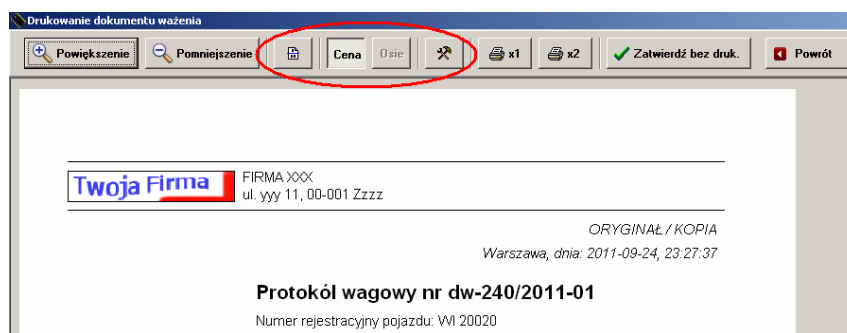 Drukowanie dokumentu ważenia
Powiększenie Pomniejszenie Cena Osie x1 x2 Zatwierdź bez druk. Powrót
Twoja Firma
FIRMA XXX
ul. yyy 11, 00-001 Zzzz
ORYGINAŁ / KOPIA
Warszawa, dnia: 2011-09-24, 23:27:37
Protokół wagowy nr dw-240/2011-01
Numer rejestracyjny pojazdu: WI 20020